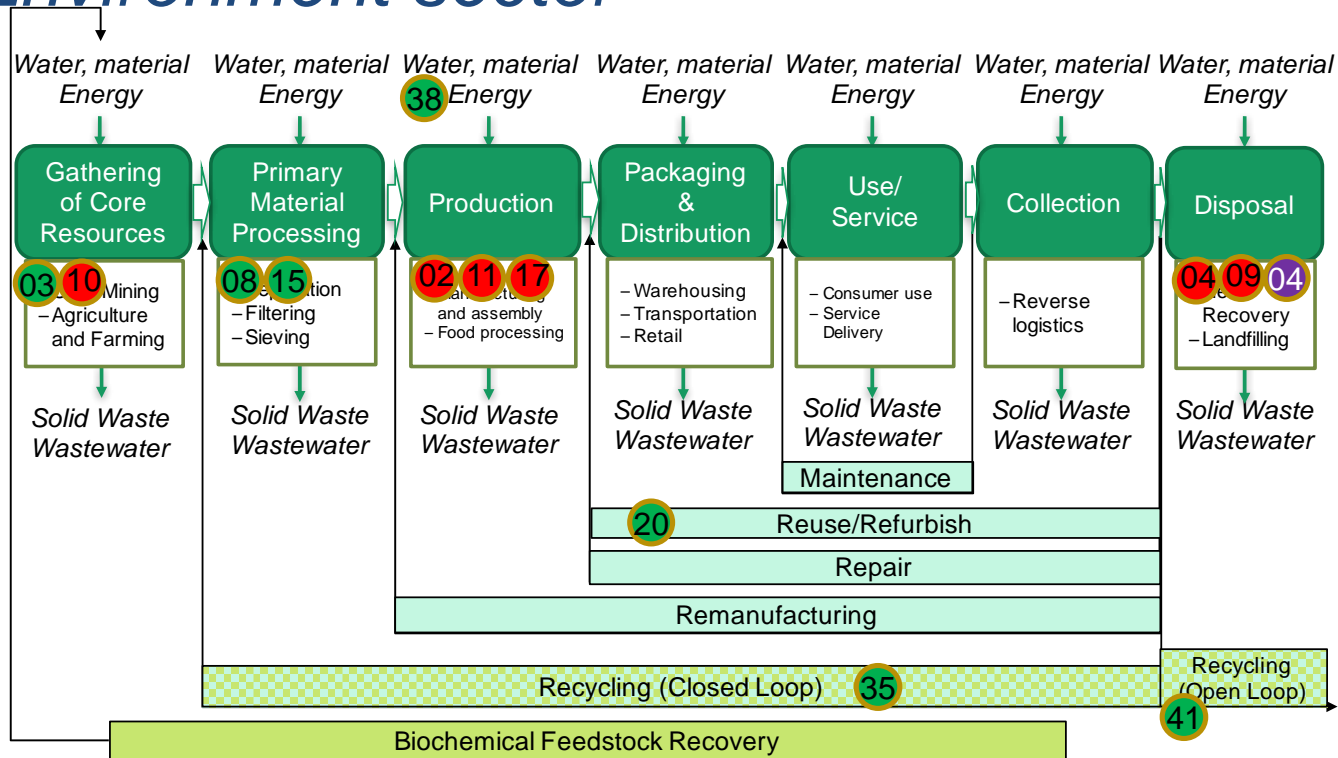 Environment sector
Water, material
Energy
Water, material
Energy
Water, material
Energy
Water, material
Energy
Water, material
Energy
Water, material
Energy
Water, material
Energy
38
Gathering
of Core
Resources
Primary
Material
Processing
Production
Packaging
&
Distribution
Use/
Service
Collection
Disposal
03
10
Mining
– Agriculture
and Farming
08
15
– Filtering
– Sieving
02
11
17
and assembly
– Food processing
– Warehousing
– Transportation
– Retail
– Consumer use
– Service
Delivery
– Reverse
logistics
04
09
04
Recovery
– Landfilling
Solid Waste
Wastewater
Solid Waste
Wastewater
Solid Waste
Wastewater
Solid Waste
Wastewater
Solid Waste
Wastewater
Solid Waste
Wastewater
Solid Waste
Wastewater
Maintenance
20
Reuse/Refurbish
Repair
Remanufacturing
Recycling (Closed Loop)
35
Recycling
(Open Loop)
41
Biochemical Feedstock Recovery